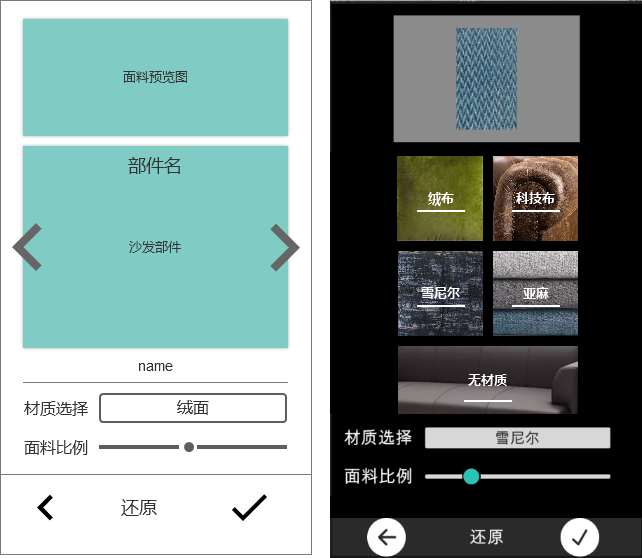 面料预览图
部件名
沙发部件
name
材质选择 绒面
面料比例
还原
绒布 科技布
雪尼尔 亚麻
无材质
材质选择 雪尼尔
面料比例
还原